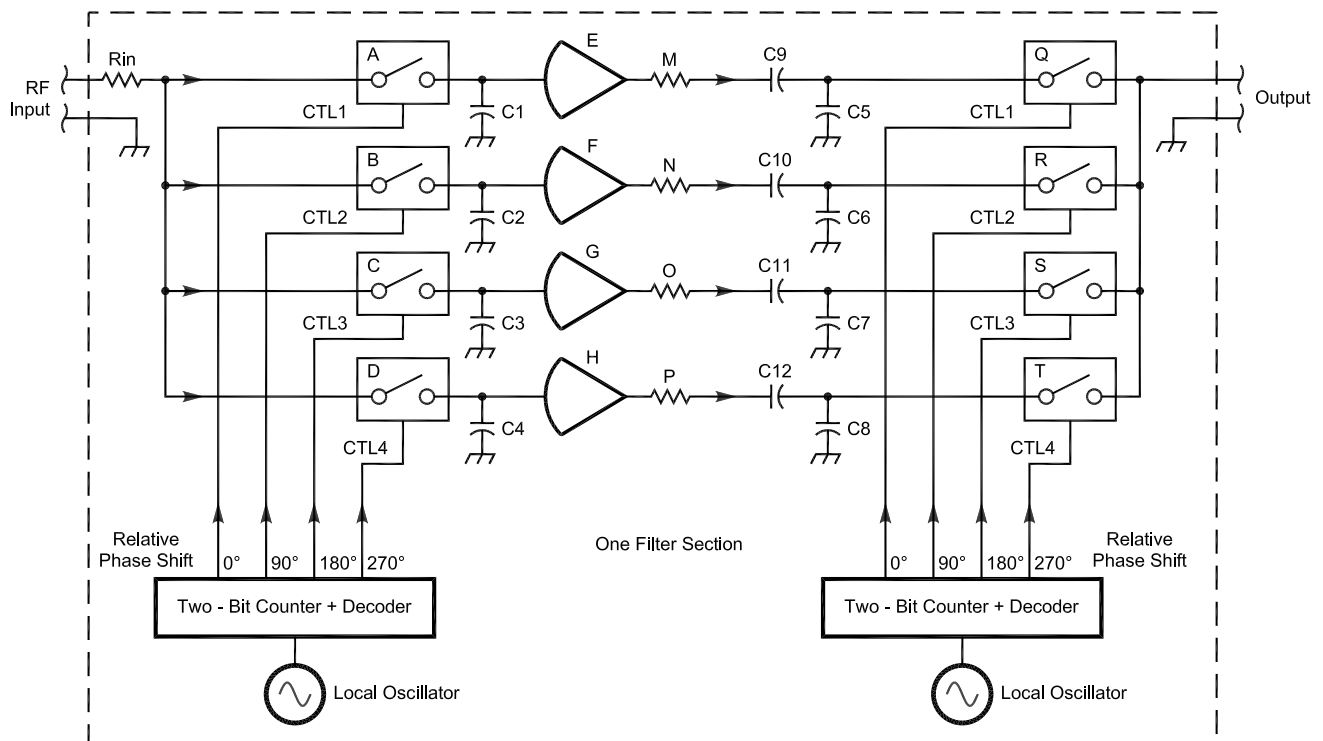 A
E
Q
Rin
M
C9
RF
Input
Output
CTL1
C1
C5
CTL1
B
F
R
N
C10
CTL2
C2
C6
CTL2
C
G
S
O
C11
CTL3
C3
C7
CTL3
D
H
T
P
C12
CTL4
C4
C8
CTL4
Relative
Phase Shift
0°
90°
180°
270°
One Filter Section
0°
90°
180°
270°
Relative
Phase Shift
Two - Bit Counter + Decoder
Two - Bit Counter + Decoder
Local Oscillator
Local Oscillator